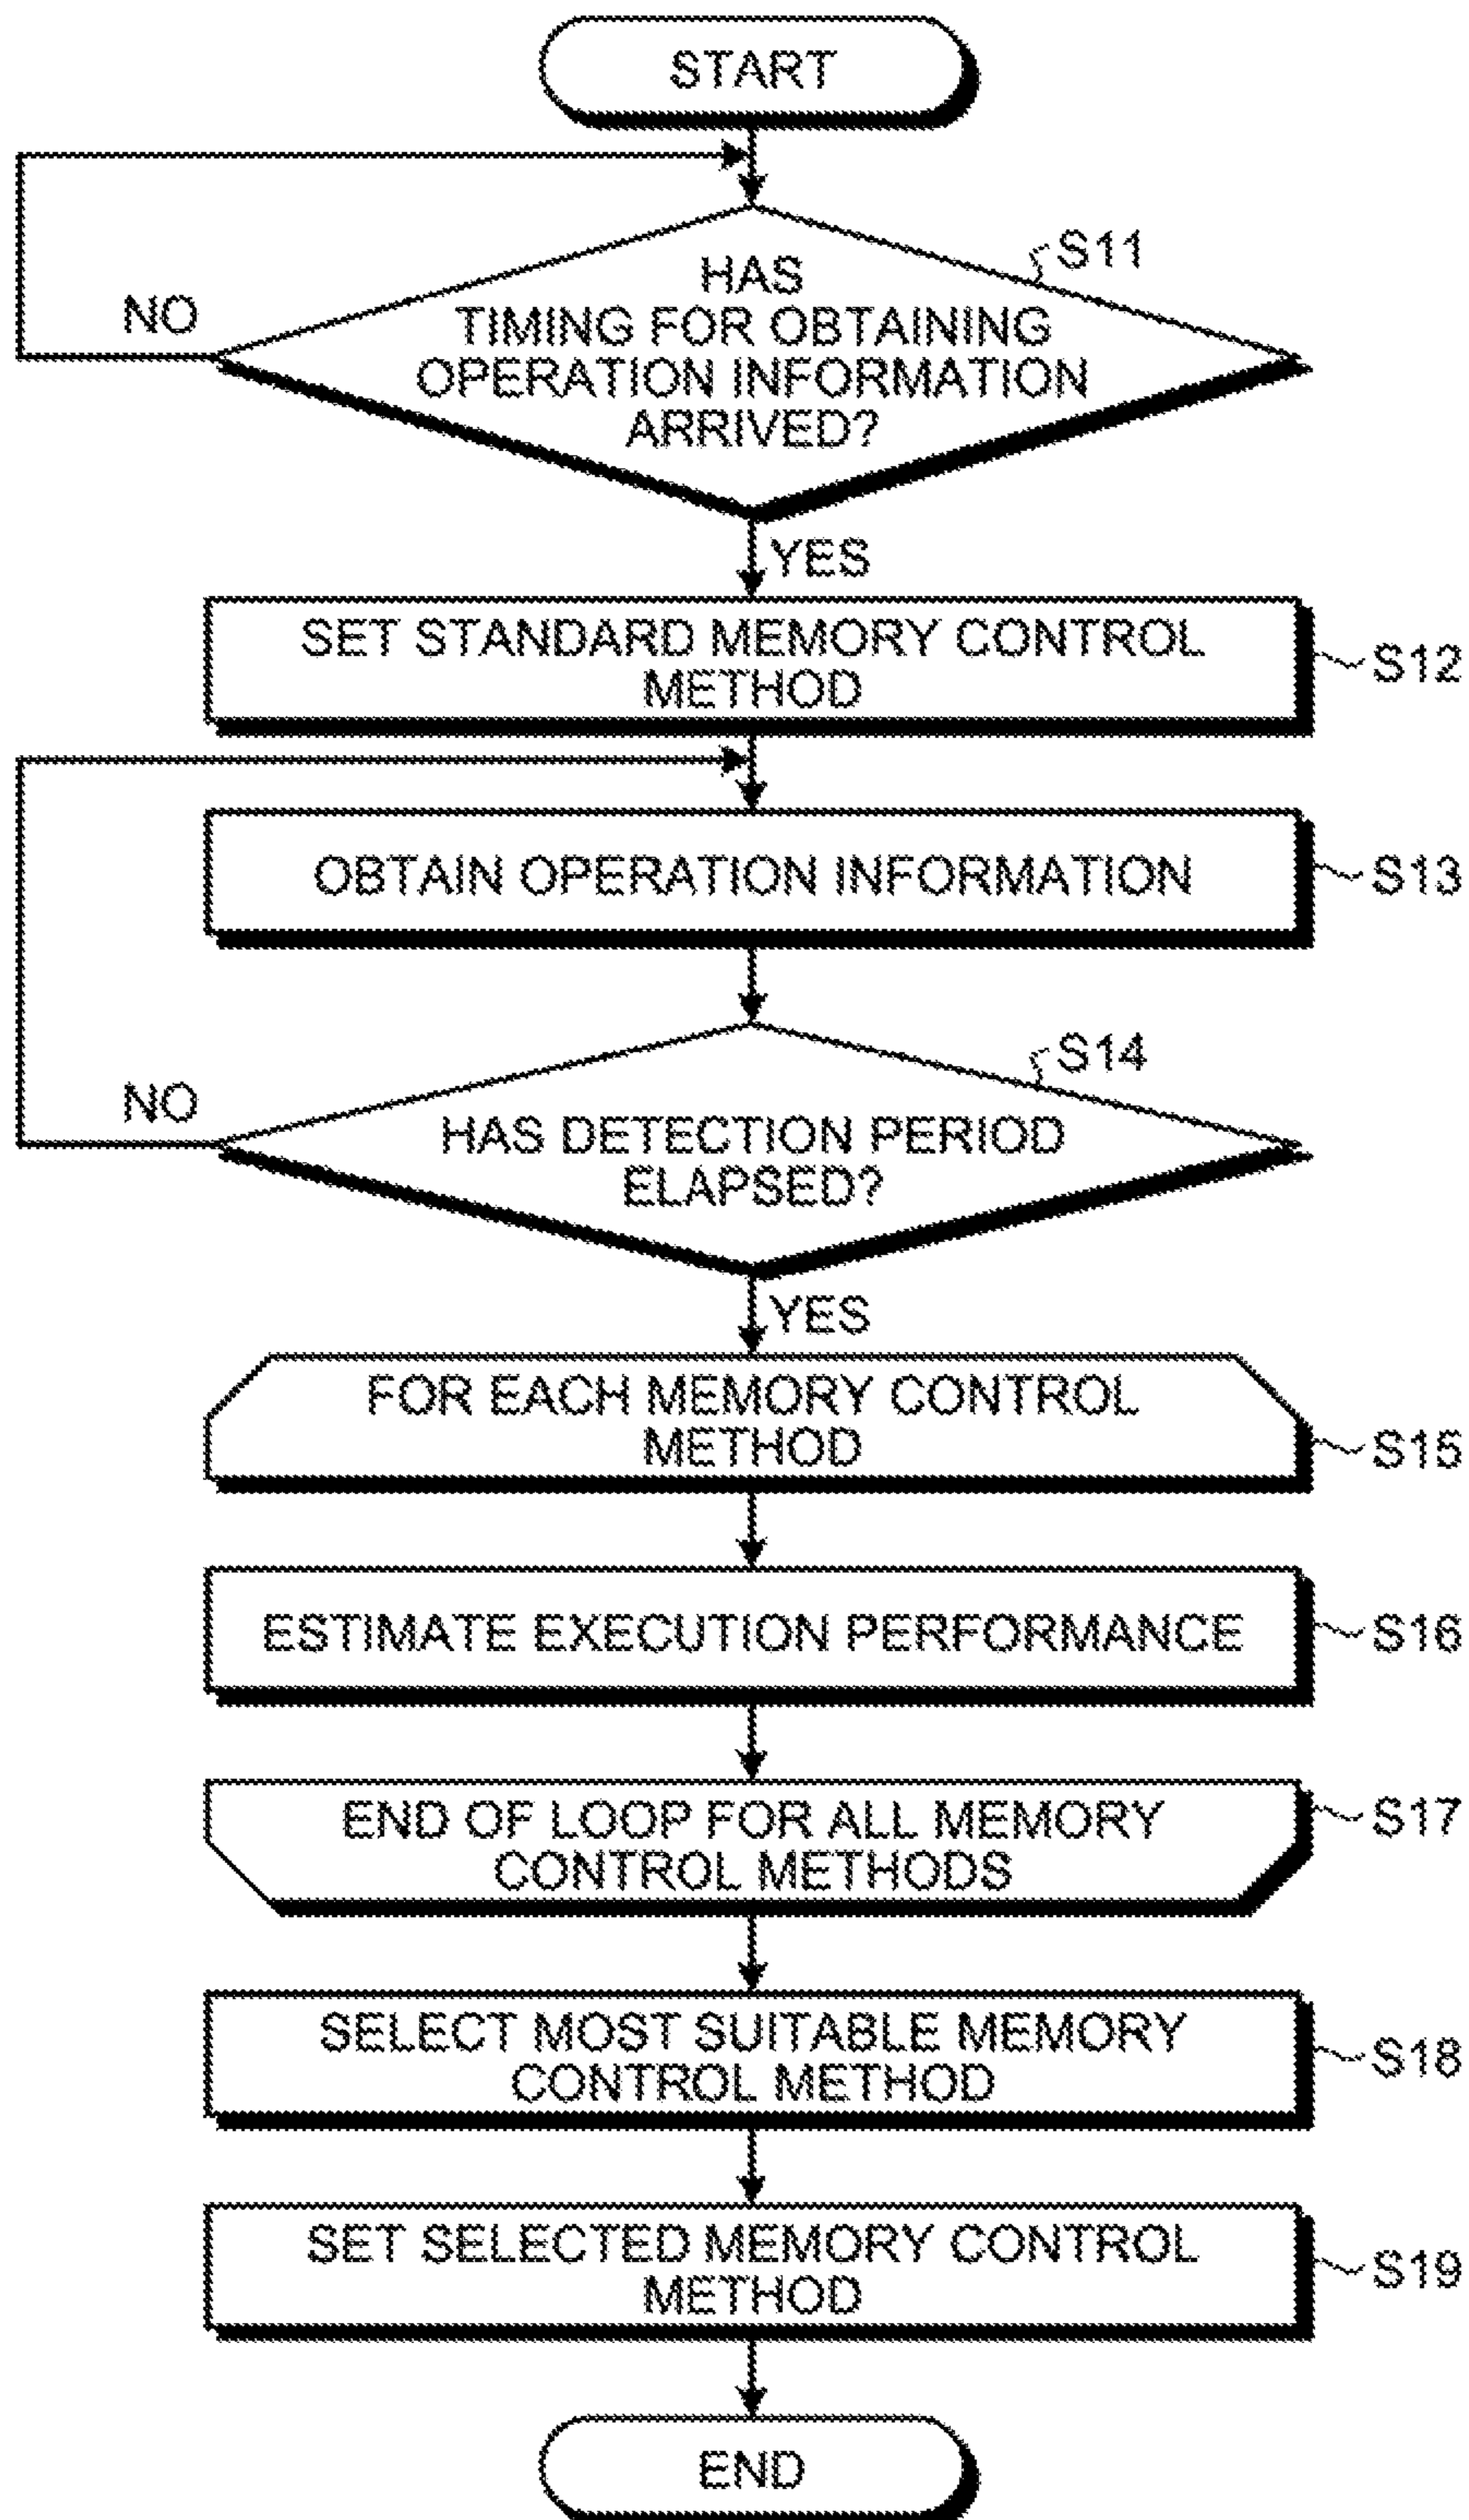 START
S11
HAS
TIMING FOR OBTAINING
NO
OPERATION INFORMATION
ARRIVED?
YES
SET STANDARD MEMORY CONTROL
METHOD
S12
OBTAIN OPERATION INFORMATION
S13
S14
NO
HAS DETECTION PERIOD
ELAPSED?
YES
FOR EACH MEMORY CONTROL
METHOD
S15
ESTIMATE EXECUTION PERFORMANCE
S16
END OF LOOP FOR ALL MEMORY
CONTROL METHODS
S17
SELECT MOST SUITABLE MEMORY
CONTROL METHOD
S18
SET SELECTED MEMORY CONTROL
METHOD
S19
END